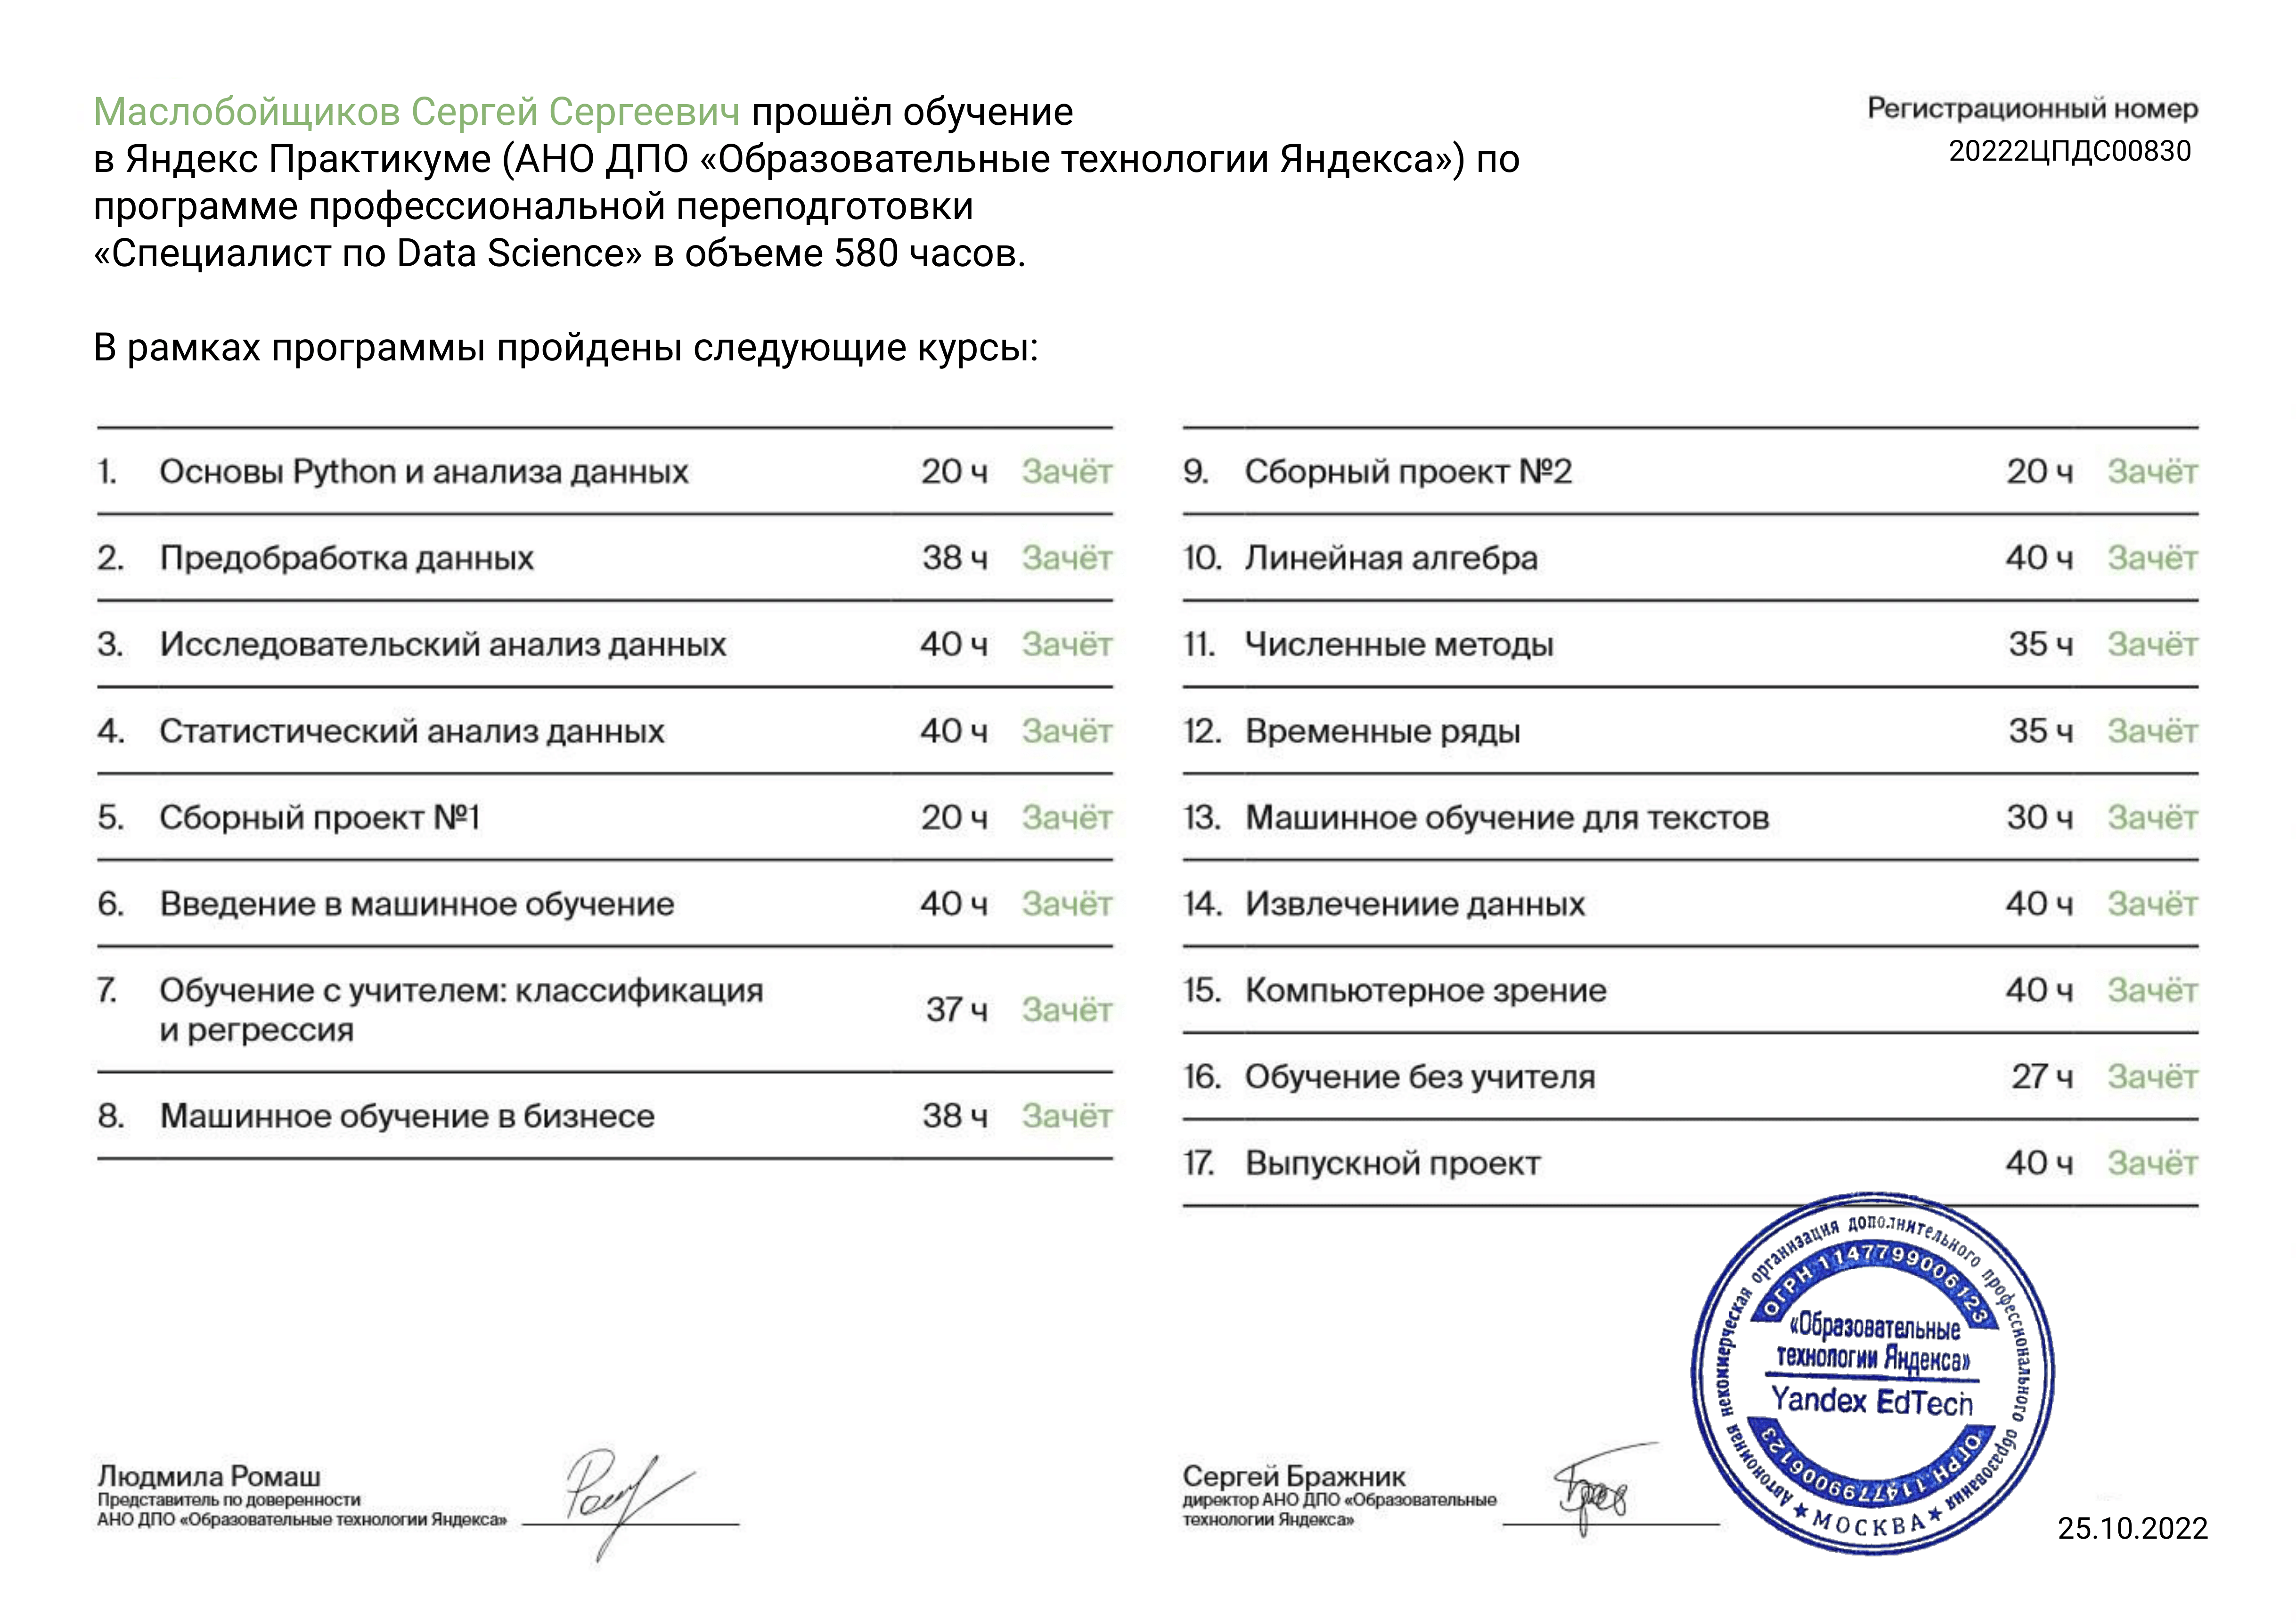 Маслобойщиков Сергей Сергеевич прошёл обучение
в Яндекс Практикуме (АНО ДПО «Образовательные технологии Яндекса») по
программе профессиональной переподготовки
«Специалист по Data Science» в объеме 580 часов.
Регистрационный номер
20222ЦПДС00830
В рамках программы пройдены следующие курсы:
1. Основы Python и анализа данных 20 ч Зачёт
2. Предобработка данных 38 ч Зачёт
3. Исследовательский анализ данных 40 ч Зачёт
4. Статистический анализ данных 40 ч Зачёт
5. Сборный проект №1 20 ч Зачёт
6. Введение в машинное обучение 40 ч Зачёт
7. Обучение с учителем: классификация
и регрессия 37 ч Зачёт
8. Машинное обучение в бизнесе 38 ч Зачёт
9. Сборный проект №2 20 ч Зачёт
10. Линейная алгебра 40 ч Зачёт
11. Численные методы 35 ч Зачёт
12. Временные ряды 35 ч Зачёт
13. Машинное обучение для текстов 30 ч Зачёт
14. Извлечениие данных 40 ч Зачёт
15. Компьютерное зрение 40 ч Зачёт
16. Обучение без учителя 27 ч Зачёт
17. Выпускной проект 40 ч Зачёт
Людмила Ромаш
Представитель по доверенности
АНО ДПО «Образовательные технологии Яндекса»
Сергей Бражник
директор АНО ДПО «Образовательные
технологии Яндекса»
Автономная некоммерческая организация дополнительного профессионального образования
ОГРН 1147799006123
«Образовательные
технологии Яндекса»
Yandex EdTech
ОГРН 1147799006123
МОСКВА
25.10.2022